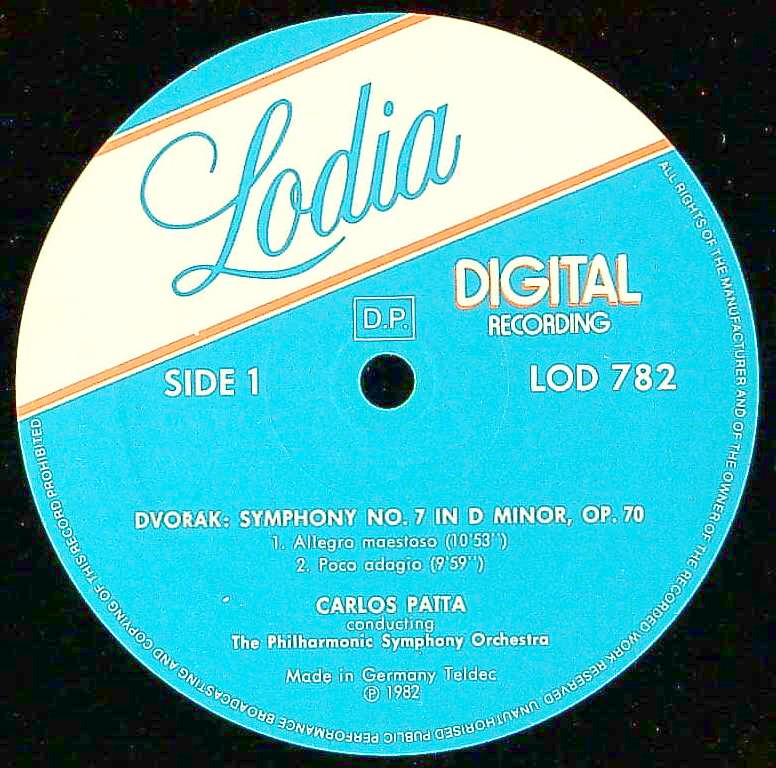 Lodia
DIGITAL
RECORDING
D.P.
SIDE 1
LOD 782
DVORAK: SYMPHONY NO. 7 IN D MINOR, OP. 70
1. Allegro maestoso (10'53'')
2. Poco adagio (9'59'')
CARLOS PAITA
conducting
The Philharmonic Symphony Orchestra
Made in Germany Teldec
℗ 1982
ALL RIGHTS OF THE MANUFACTURER AND OF THE OWNER OF THE RECORDED WORK RESERVED UNAUTHORISED PUBLIC PERFORMANCE BROADCASTING AND COPYING OF THIS RECORD PROHIBITED